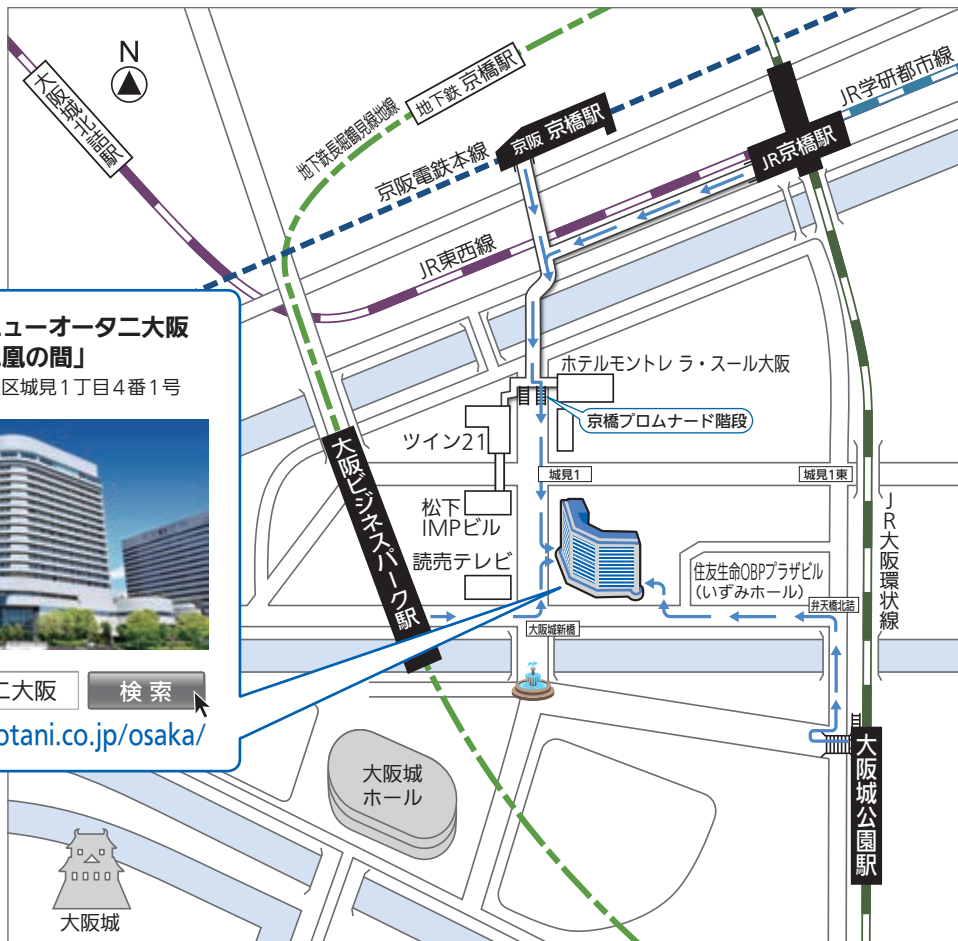 N
大阪城北詰駅
地下鉄長堀鶴見緑地線
地下鉄 京橋駅
京阪電鉄本線
京阪 京橋駅
JR学研都市線
JR京橋駅
JR東西線
ューオータニ大阪
凰の間」
区城見1丁目4番1号
ホテルモントレ ラ・スール大阪
京橋プロムナード階段
ツイン21
城見1
城見1東
松下
IMPビル
読売テレビ
大阪ビジネスパーク駅
住友生命OBPプラザビル
(いずみホール)
弁天橋北詰
JR大阪環状線
大阪城新橋
ニ大阪
検索
otani.co.jp/osaka/
大阪城
ホール
大阪城公園駅
大阪城